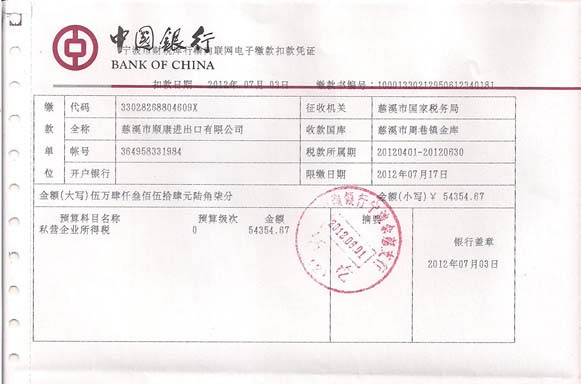 中国银行
BANK OF CHINA
宁波市财税库行横向联网电子缴款扣款凭证
扣款日期 2012年07月03日 缴款书编号:
缴 代码 33028268804609X 征收机关 慈溪市国家税务局
款 全称 慈溪市顺康进出口有限公司 收款国库 慈溪市周巷镇金库
单 帐号 364958331984 税款所属期 20120401-20120630
位 开户银行 限缴日期 2012年07月17日
金额(大写)伍万肆仟叁佰伍拾肆元陆角柒分 金额(小写)¥ 54354.67
预算科目名称 预算级次 金额 摘要
私营企业所得税 0 54354.67
银行盖章
2012年07月03日